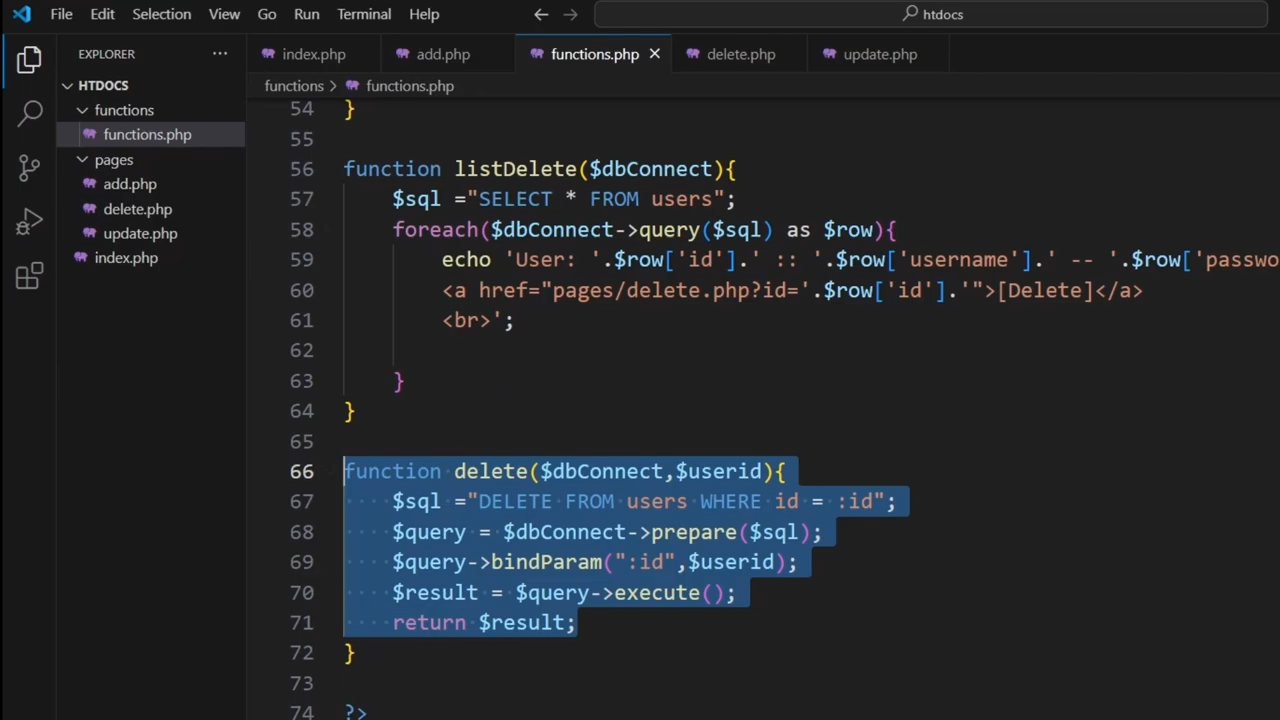 File Edit Selection View Go Run Terminal Help htdocs
EXPLORER ··· index.php add.php functions.php delete.php update.php
HTDOCS functions > functions.php
functions
functions.php
pages
add.php
delete.php
update.php
index.php
54 }
55
56 function listDelete($dbConnect){
57 $sql ="SELECT * FROM users";
58 foreach($dbConnect->query($sql) as $row){
59 echo 'User: '.$row['id'].' :: '.$row['username'].' -- '.$row['passwo
60 <a href="pages/delete.php?id='.$row['id'].'">[Delete]</a>
61 <br>';
62
63 }
64 }
65
66 function delete($dbConnect,$userid){
67 $sql ="DELETE FROM users WHERE id = :id";
68 $query = $dbConnect->prepare($sql);
69 $query->bindParam(":id",$userid);
70 $result = $query->execute();
71 return $result;
72 }
73
74 ?>